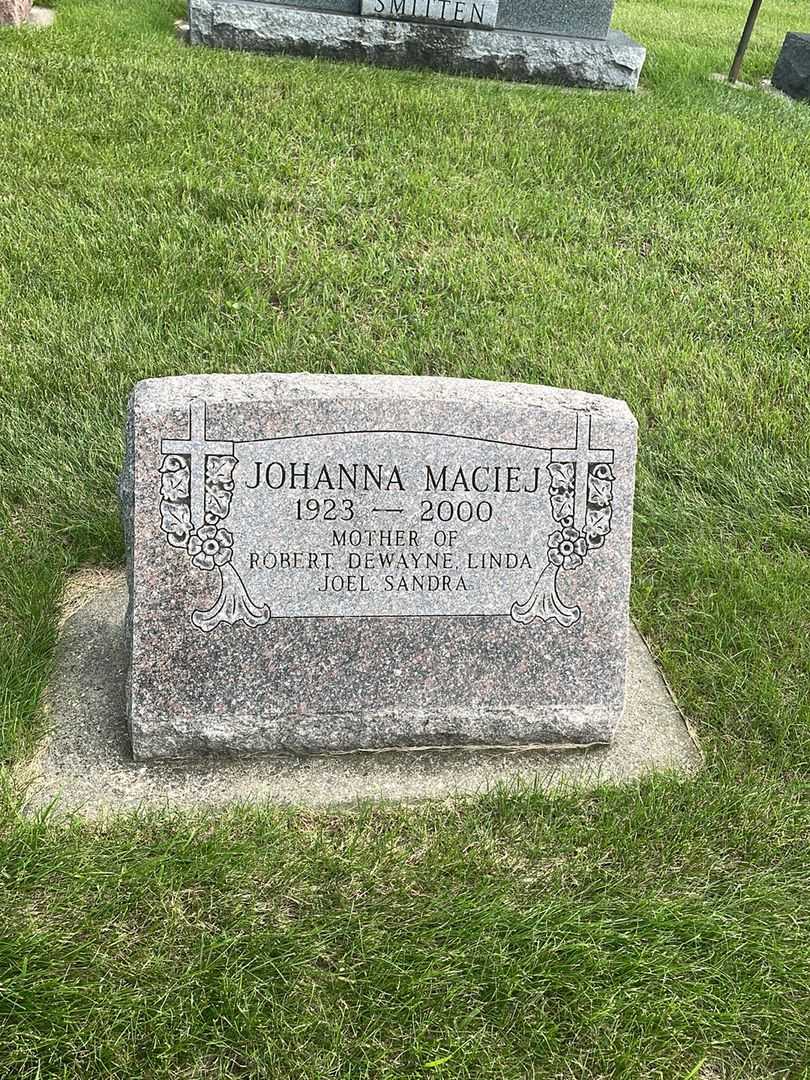 SMITTEN
JOHANNA MACIEJ
1923 — 2000
MOTHER OF
ROBERT, DEWAYNE, LINDA
JOEL, SANDRA